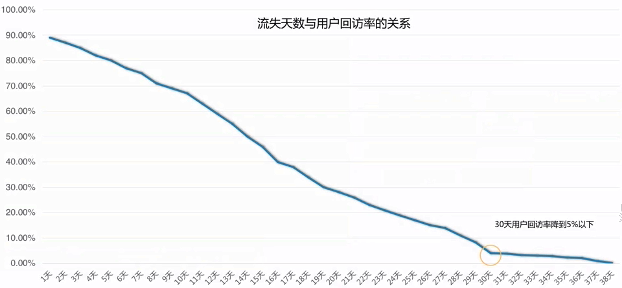 流失天数与用户回访率的关系
100.00%
90.00%
80.00%
70.00%
60.00%
50.00%
40.00%
30.00%
20.00%
10.00%
0.00%
30天用户回访率降到5%以下
1天
2天
3天
4天
5天
6天
7天
8天
9天
10天
11天
12天
13天
14天
15天
16天
17天
18天
19天
20天
21天
22天
23天
24天
25天
26天
27天
28天
29天
30天
31天
32天
33天
34天
35天
36天
37天
38天